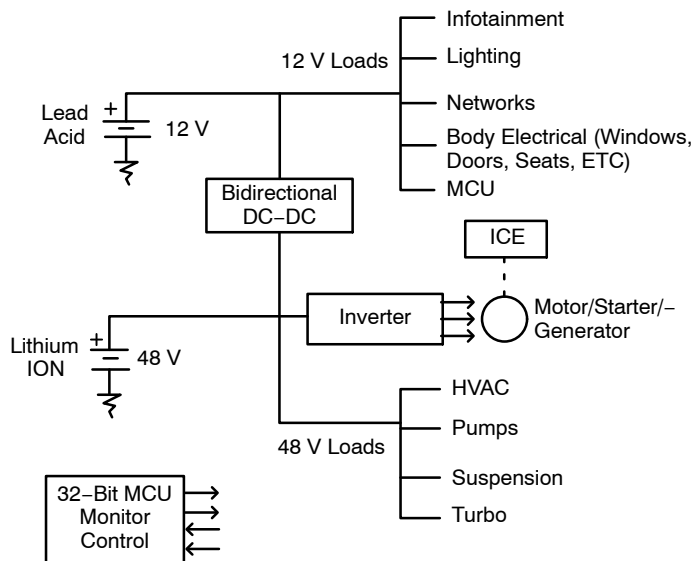 Infotainment
12 V Loads
Lighting
Networks
Body Electrical (Windows,
Doors, Seats, ETC)
MCU
Lead
Acid
+
12 V
Bidirectional
DC−DC
ICE
Inverter
Motor/Starter/−
Generator
Lithium
ION
+
48 V
HVAC
Pumps
48 V Loads
Suspension
Turbo
32−Bit MCU
Monitor
Control